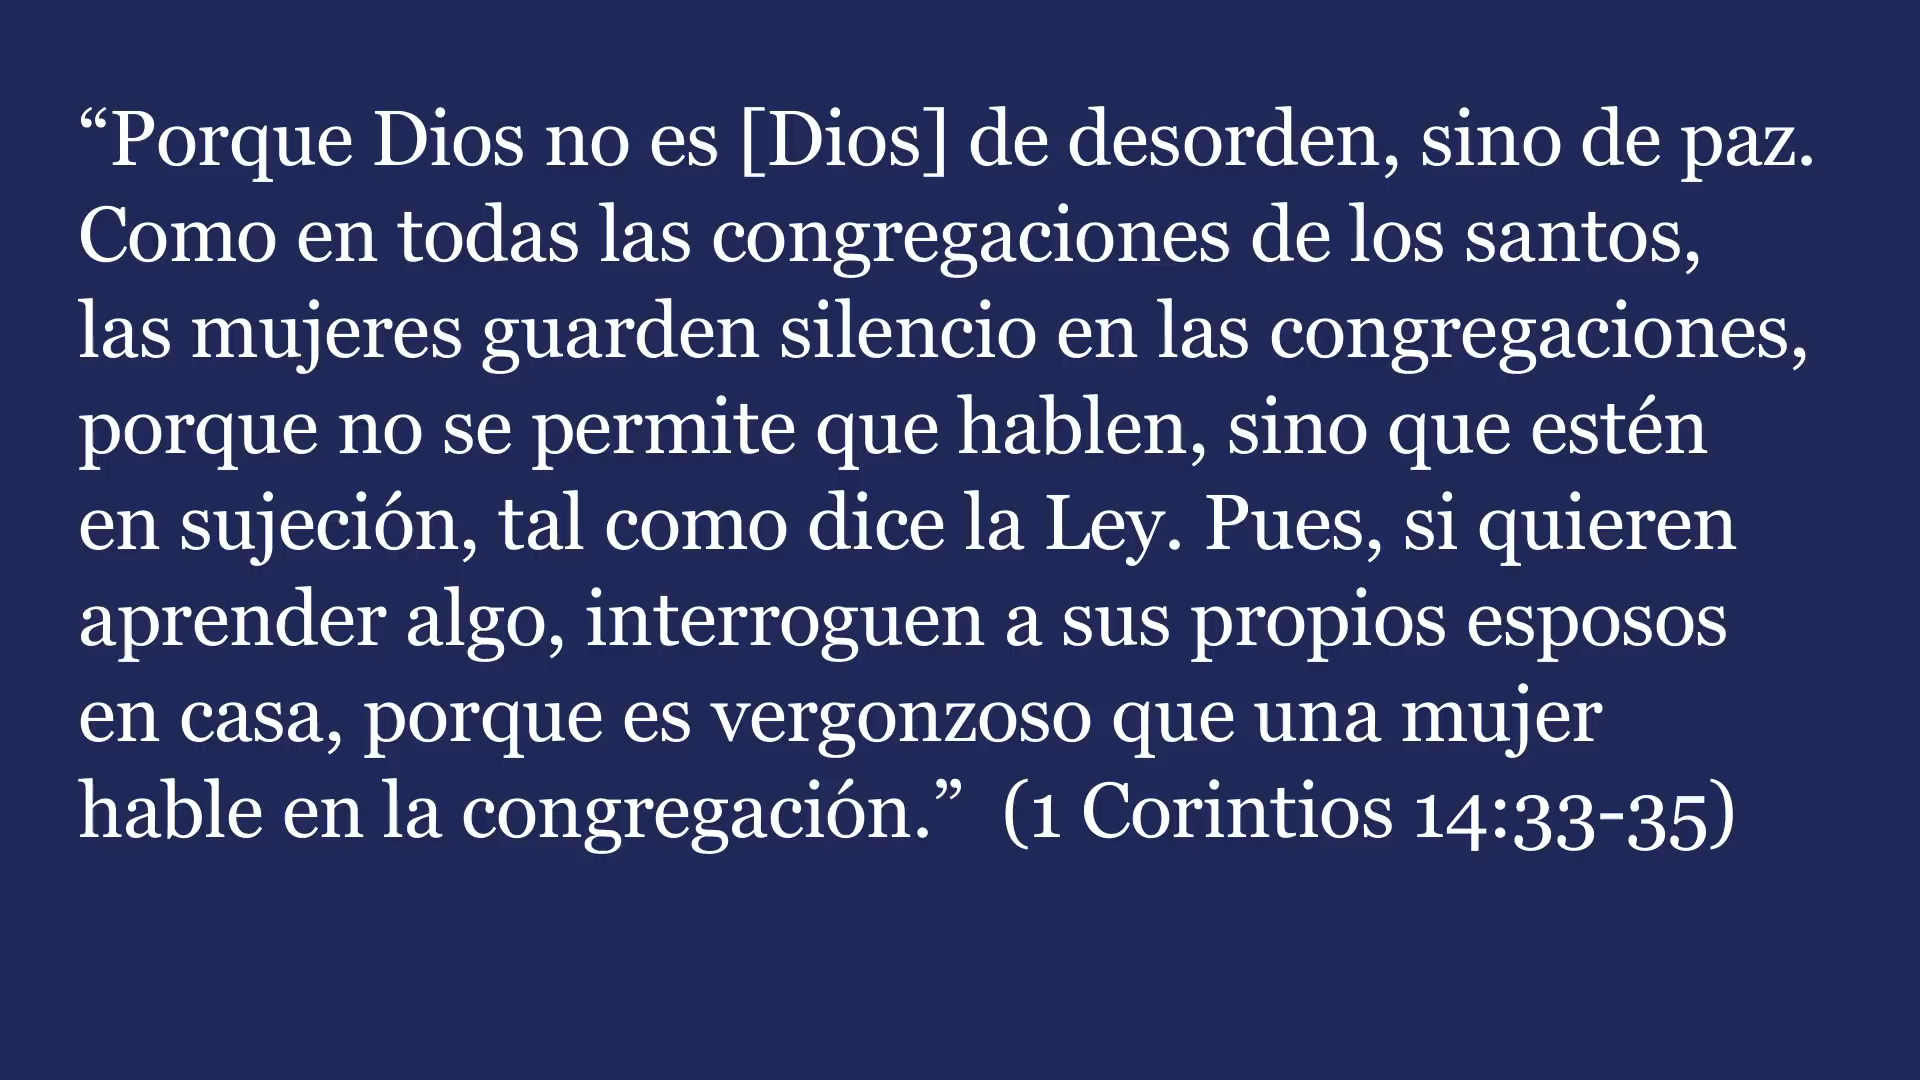 “Porque Dios no es [Dios] de desorden, sino de paz.
Como en todas las congregaciones de los santos,
las mujeres guarden silencio en las congregaciones,
porque no se permite que hablen, sino que estén
en sujeción, tal como dice la Ley. Pues, si quieren
aprender algo, interroguen a sus propios esposos
en casa, porque es vergonzoso que una mujer
hable en la congregación.”  (1 Corintios 14:33-35)